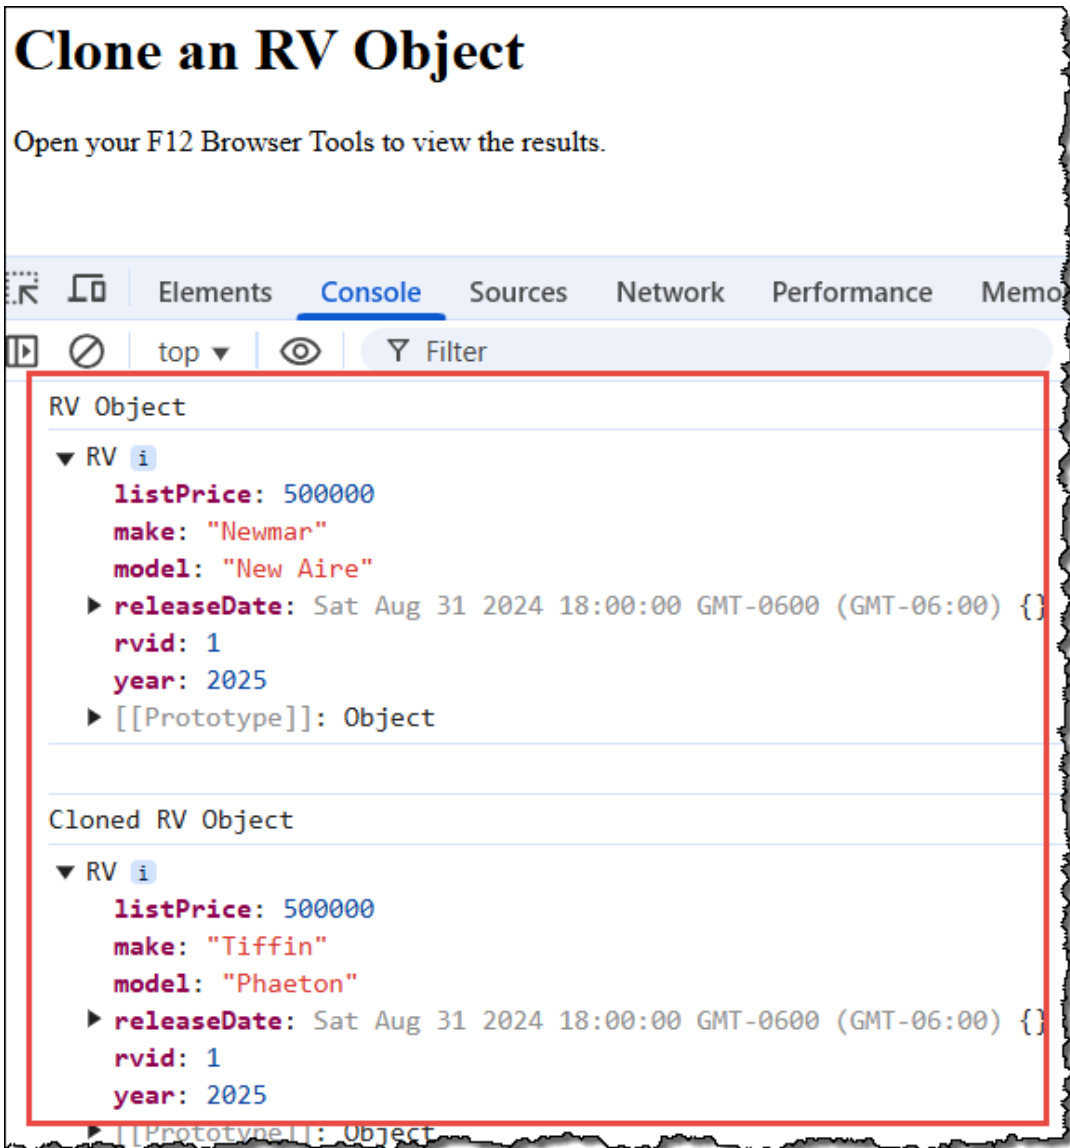 Clone an RV Object
Open your F12 Browser Tools to view the results.
Elements Console Sources Network Performance Memo
top ▼ Filter
RV Object
▼ RV i
listPrice: 500000
make: "Newmar"
model: "New Aire"
▶ releaseDate: Sat Aug 31 2024 18:00:00 GMT-0600 (GMT-06:00) {}
rvid: 1
year: 2025
▶ [[Prototype]]: Object
Cloned RV Object
▼ RV i
listPrice: 500000
make: "Tiffin"
model: "Phaeton"
▶ releaseDate: Sat Aug 31 2024 18:00:00 GMT-0600 (GMT-06:00) {}
rvid: 1
year: 2025
▶ [[Prototype]]: Object